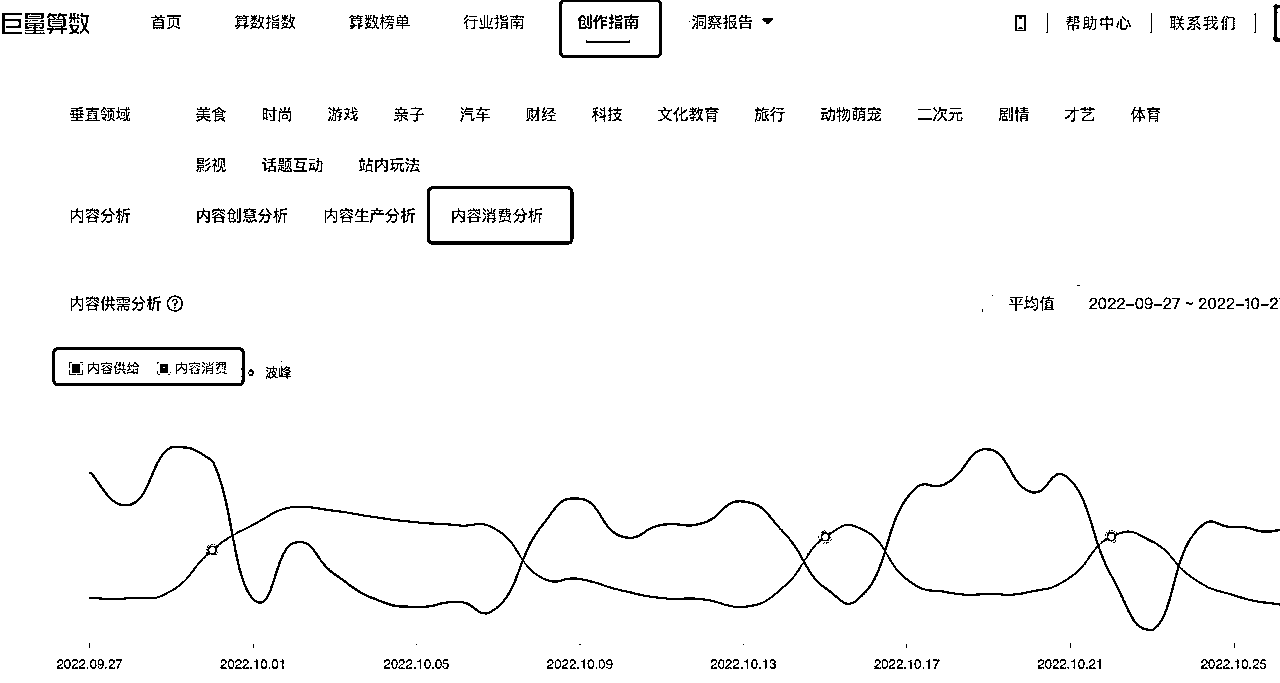 巨量算数 首页 算数指数 算数榜单 行业指南 创作指南 洞察报告 帮助中心 联系我们
垂直领域 美食 时尚 游戏 亲子 汽车 财经 科技 文化教育 旅行 动物萌宠 二次元 剧情 才艺 体育
影视 话题互动 站内玩法
内容分析 内容创意分析 内容生产分析 内容消费分析
内容供需分析 ? 平均值 2022-09-27 ~ 2022-10-2
内容供给 内容消费 波峰
2022.09.27 2022.10.01 2022.10.05 2022.10.09 2022.10.13 2022.10.17 2022.10.21 2022.10.25